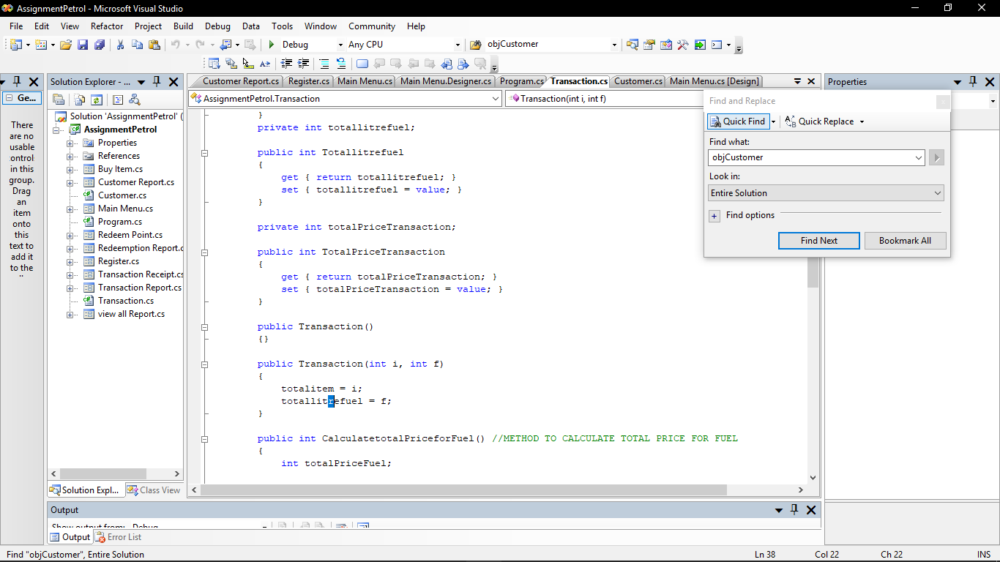 AssignmentPetrol - Microsoft Visual Studio
File Edit View Refactor Project Build Debug Data Tools Window Community Help
Debug Any CPU objCustomer
Ge...
There
are no
usable
control:
in this
group.
Drag
an
item
onto
this
text to
add it
to the
Solution Explorer - ...
Solution 'AssignmentPetrol' (
AssignmentPetrol
Properties
References
Buy Item.cs
Customer Report.cs
Customer.cs
Main Menu.cs
Program.cs
Redeem Point.cs
Redeemption Report.c
Register.cs
Transaction Receipt.cs
Transaction Report.cs
Transaction.cs
view all Report.cs
Solution Expl... Class View
Customer Report.cs Register.cs Main Menu.cs Main Menu.Designer.cs Program.cs Transaction.cs Customer.cs Main Menu.cs [Design]
AssignmentPetrol.Transaction Transaction(int i, int f)
}
private int totallitrefuel;
public int Totallitrefuel
{
get { return totallitrefuel; }
set { totallitrefuel = value; }
}
private int totalPriceTransaction;
public int TotalPriceTransaction
{
get { return totalPriceTransaction; }
set { totalPriceTransaction = value; }
}
public Transaction()
{}
public Transaction(int i, int f)
{
totalitem = i;
totallitrefuel = f;
}
public int CalculatetotalPriceforFuel() //METHOD TO CALCULATE TOTAL PRICE FOR FUEL
{
int totalPriceFuel;
Properties
Find and Replace
Quick Find Quick Replace
Find what:
objCustomer
Look in:
Entire Solution
+ Find options
Find Next Bookmark All
Output
Show output from: Debug
Output Error List
Find "objCustomer", Entire Solution Ln 38 Col 22 Ch 22 INS